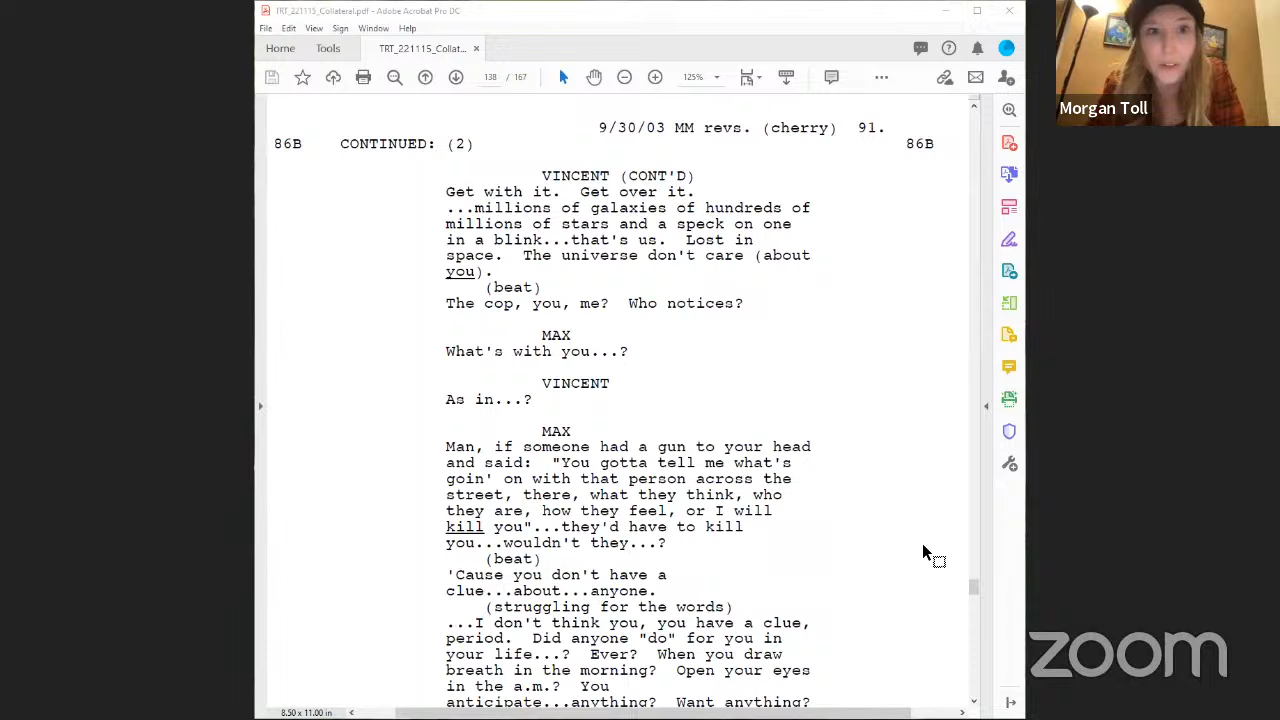 TRT_221115_Collateral.pdf - Adobe Acrobat Pro DC
File Edit View Sign Window Help
Home Tools TRT_221115_Collat... ×
138 / 167 125%
Morgan Toll
9/30/03 MM revs. (cherry) 91.
86B CONTINUED: (2) 86B
VINCENT (CONT'D)
Get with it. Get over it.
...millions of galaxies of hundreds of
millions of stars and a speck on one
in a blink...that's us. Lost in
space. The universe don't care (about
you).
(beat)
The cop, you, me? Who notices?
MAX
What's with you...?
VINCENT
As in...?
MAX
Man, if someone had a gun to your head
and said: "You gotta tell me what's
goin' on with that person across the
street, there, what they think, who
they are, how they feel, or I will
kill you"...they'd have to kill
you...wouldn't they...?
(beat)
'Cause you don't have a
clue...about...anyone.
(struggling for the words)
...I don't think you, you have a clue,
period. Did anyone "do" for you in
your life...? Ever? When you draw
breath in the morning? Open your eyes
in the a.m.? You
anticipate...anything? Want anything?
8.50 x 11.00 in
zoom